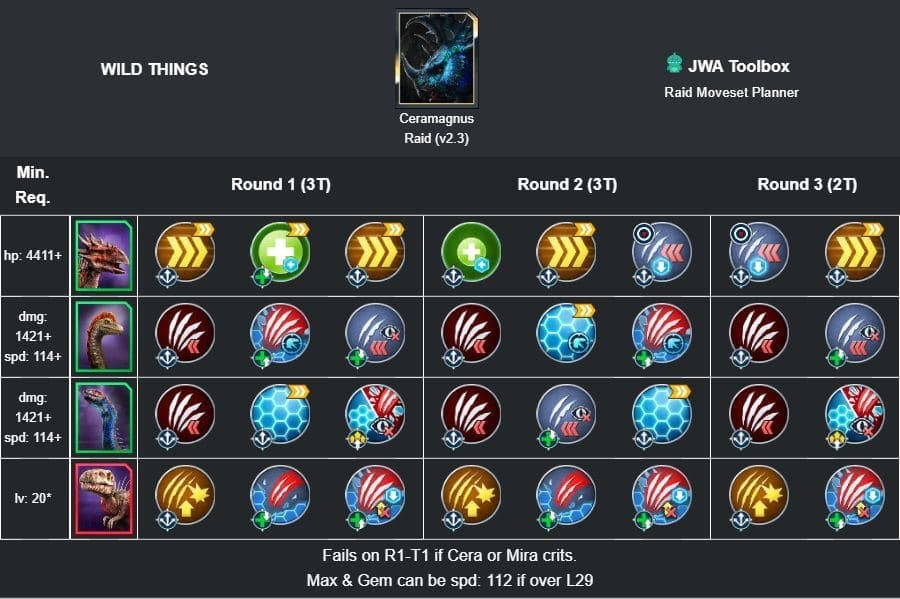 WILD THINGS
Ceramagnus
Raid (v2.3)
JWA Toolbox
Raid Moveset Planner
Min.
Req.
Round 1 (3T)
Round 2 (3T)
Round 3 (2T)
hp: 4411+
dmg:
1421+
spd: 114+
dmg:
1421+
spd: 114+
lv: 20*
Fails on R1-T1 if Cera or Mira crits.
Max & Gem can be spd: 112 if over L29